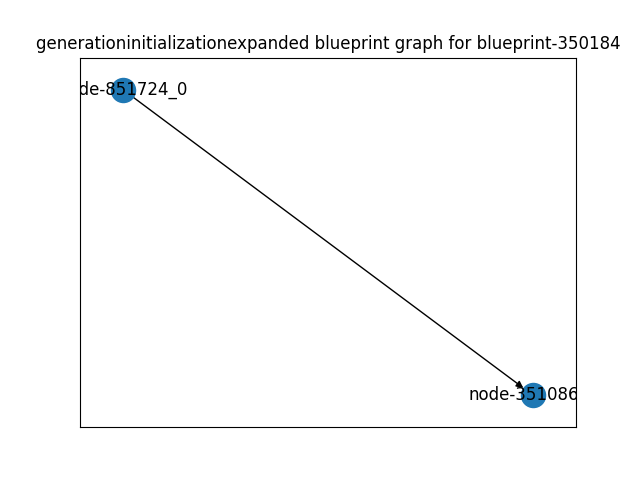 generationinitializationexpanded blueprint graph for blueprint-350184
de-851724_0
node-351086